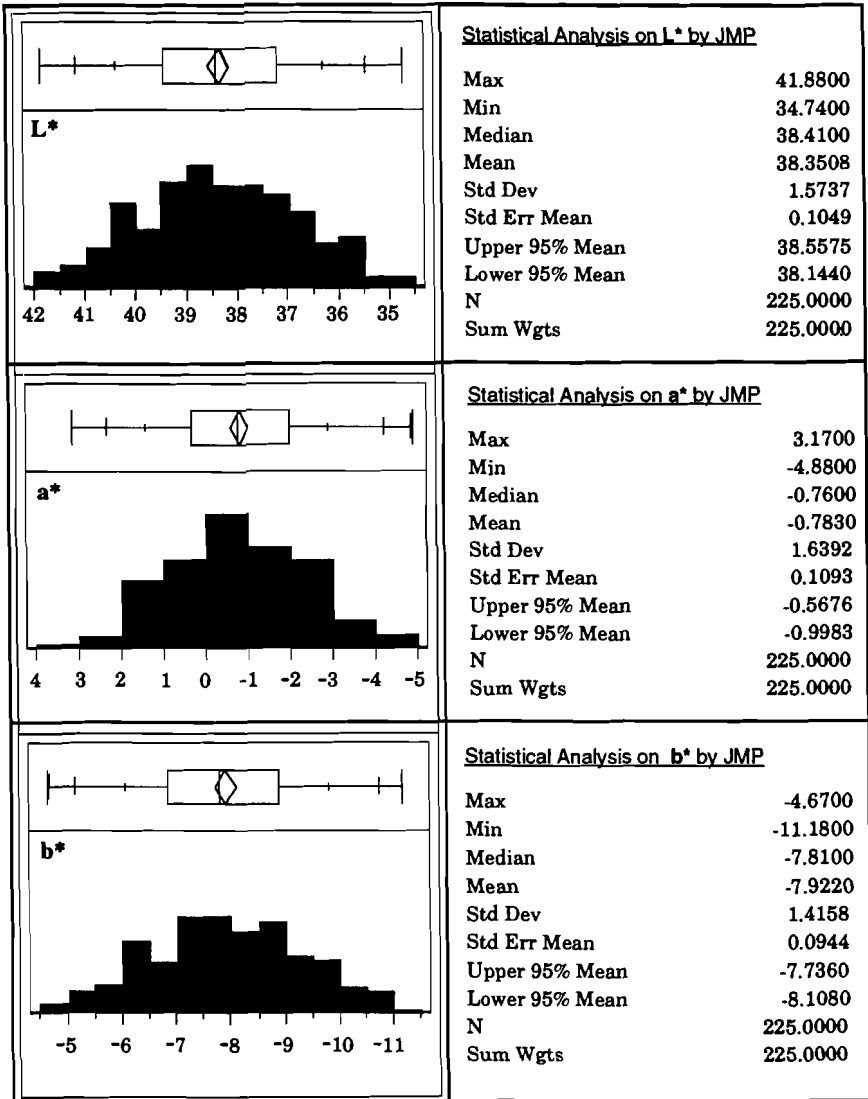 Statistical Analysis on L* by JMP
Max 41.8800
Min 34.7400
Median 38.4100
Mean 38.3508
Std Dev 1.5737
Std Err Mean 0.1049
Upper 95% Mean 38.5575
Lower 95% Mean 38.1440
N 225.0000
Sum Wgts 225.0000
L*
42 41 40 39 38 37 36 35
Statistical Analysis on a* by JMP
Max 3.1700
Min -4.8800
Median -0.7600
Mean -0.7830
Std Dev 1.6392
Std Err Mean 0.1093
Upper 95% Mean -0.5676
Lower 95% Mean -0.9983
N 225.0000
Sum Wgts 225.0000
a*
4 3 2 1 0 -1 -2 -3 -4 -5
Statistical Analysis on b* by JMP
Max -4.6700
Min -11.1800
Median -7.8100
Mean -7.9220
Std Dev 1.4158
Std Err Mean 0.0944
Upper 95% Mean -7.7360
Lower 95% Mean -8.1080
N 225.0000
Sum Wgts 225.0000
b*
-5 -6 -7 -8 -9 -10 -11